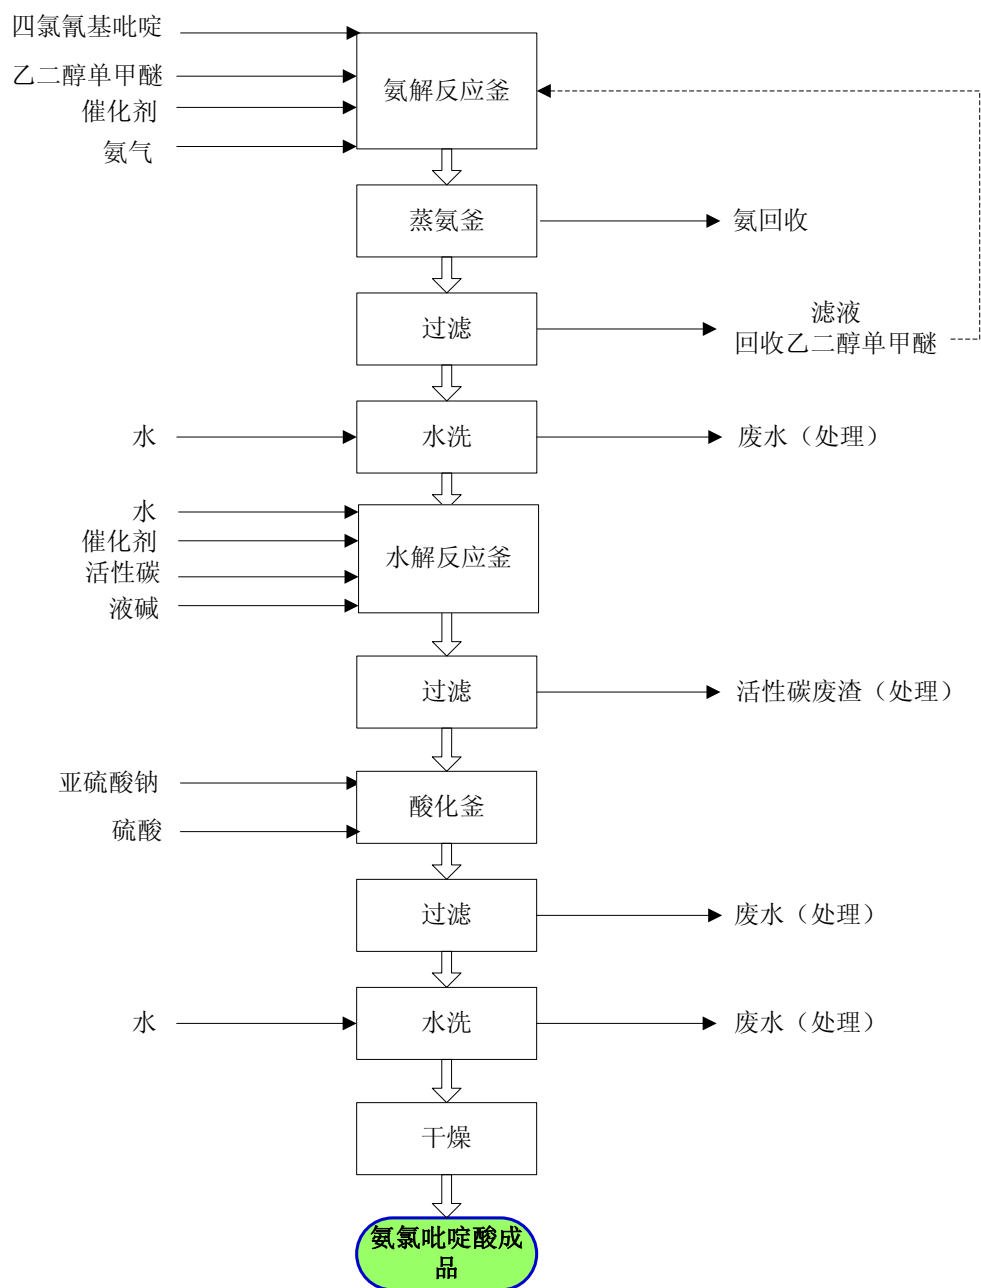 四氯氰基吡啶
乙二醇单甲醚
催化剂
氨气
氨解反应釜
蒸氨釜
氨回收
过滤
滤液
回收乙二醇单甲醚
水
水洗
废水（处理）
水
催化剂
活性碳
液碱
水解反应釜
过滤
活性碳废渣（处理）
亚硫酸钠
硫酸
酸化釜
过滤
废水（处理）
水
水洗
废水（处理）
干燥
氨氯吡啶酸成
品